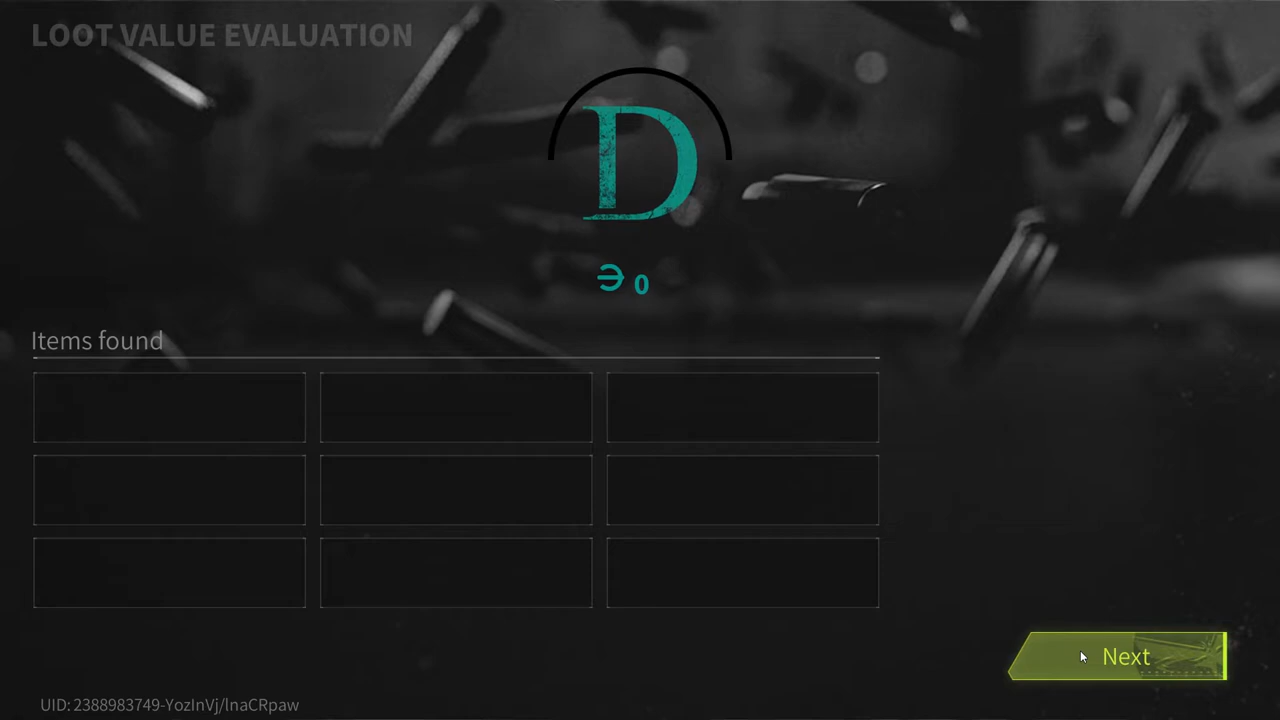 LOOT VALUE EVALUATION
D
0
Items found
Next
UID: 2388983749-YozInVj/lnaCRpaw